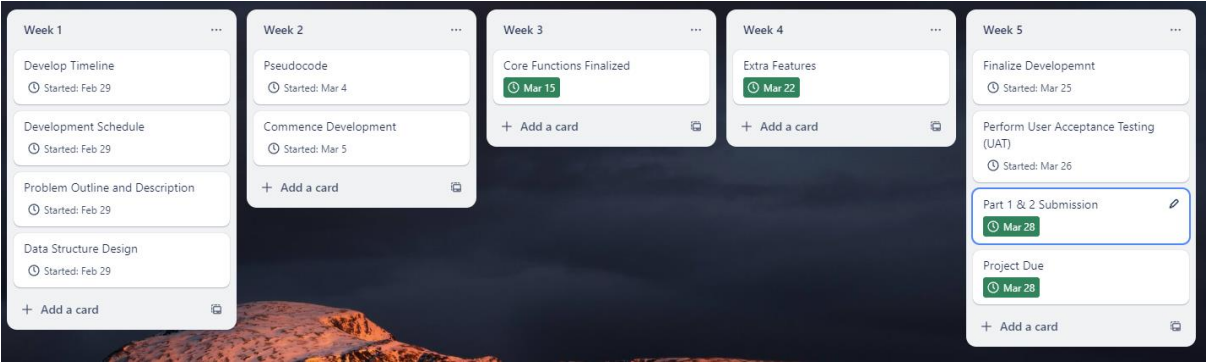 Week 1
Develop Timeline
Started: Feb 29
Development Schedule
Started: Feb 29
Problem Outline and Description
Started: Feb 29
Data Structure Design
Started: Feb 29
+ Add a card
Week 2
Pseudocode
Started: Mar 4
Commence Development
Started: Mar 5
+ Add a card
Week 3
Core Functions Finalized
Mar 15
+ Add a card
Week 4
Extra Features
Mar 22
+ Add a card
Week 5
Finalize Developemnt
Started: Mar 25
Perform User Acceptance Testing
(UAT)
Started: Mar 26
Part 1 & 2 Submission
Mar 28
Project Due
Mar 28
+ Add a card